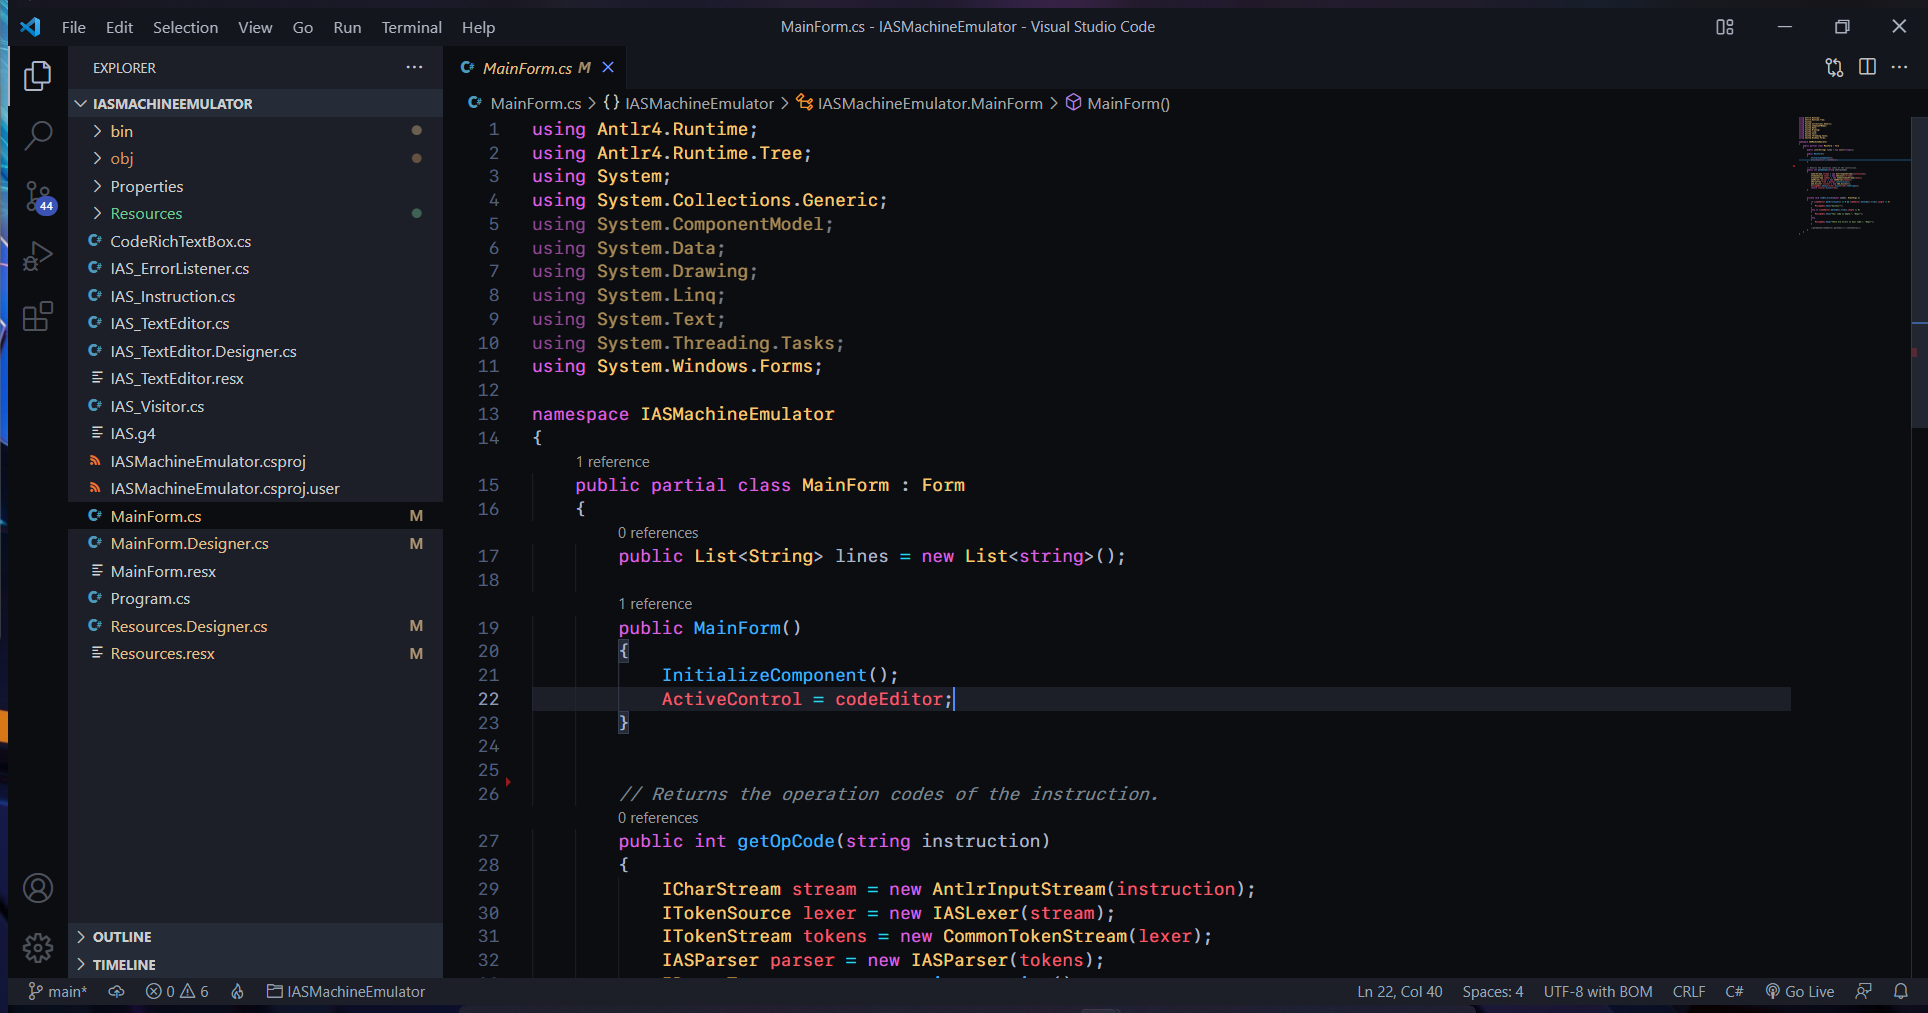 File Edit Selection View Go Run Terminal Help
MainForm.cs - IASMachineEmulator - Visual Studio Code
EXPLORER
IASMACHINEEMULATOR
bin
obj
Properties
Resources
CodeRichTextBox.cs
IAS_ErrorListener.cs
IAS_Instruction.cs
IAS_TextEditor.cs
IAS_TextEditor.Designer.cs
IAS_TextEditor.resx
IAS_Visitor.cs
IAS.g4
IASMachineEmulator.csproj
IASMachineEmulator.csproj.user
MainForm.cs M
MainForm.Designer.cs M
MainForm.resx
Program.cs
Resources.Designer.cs M
Resources.resx M
OUTLINE
TIMELINE
44
MainForm.cs M
MainForm.cs > {} IASMachineEmulator > IASMachineEmulator.MainForm > MainForm()
1 using Antlr4.Runtime;
2 using Antlr4.Runtime.Tree;
3 using System;
4 using System.Collections.Generic;
5 using System.ComponentModel;
6 using System.Data;
7 using System.Drawing;
8 using System.Linq;
9 using System.Text;
10 using System.Threading.Tasks;
11 using System.Windows.Forms;
12
13 namespace IASMachineEmulator
14 {
1 reference
15 public partial class MainForm : Form
16 {
0 references
17 public List<String> lines = new List<string>();
18
1 reference
19 public MainForm()
20 {
21 InitializeComponent();
22 ActiveControl = codeEditor;
23 }
24
25
26 // Returns the operation codes of the instruction.
0 references
27 public int getOpCode(string instruction)
28 {
29 ICharStream stream = new AntlrInputStream(instruction);
30 ITokenSource lexer = new IASLexer(stream);
31 ITokenStream tokens = new CommonTokenStream(lexer);
32 IASParser parser = new IASParser(tokens);
main* 0 6 IASMachineEmulator
Ln 22, Col 40 Spaces: 4 UTF-8 with BOM CRLF C# Go Live